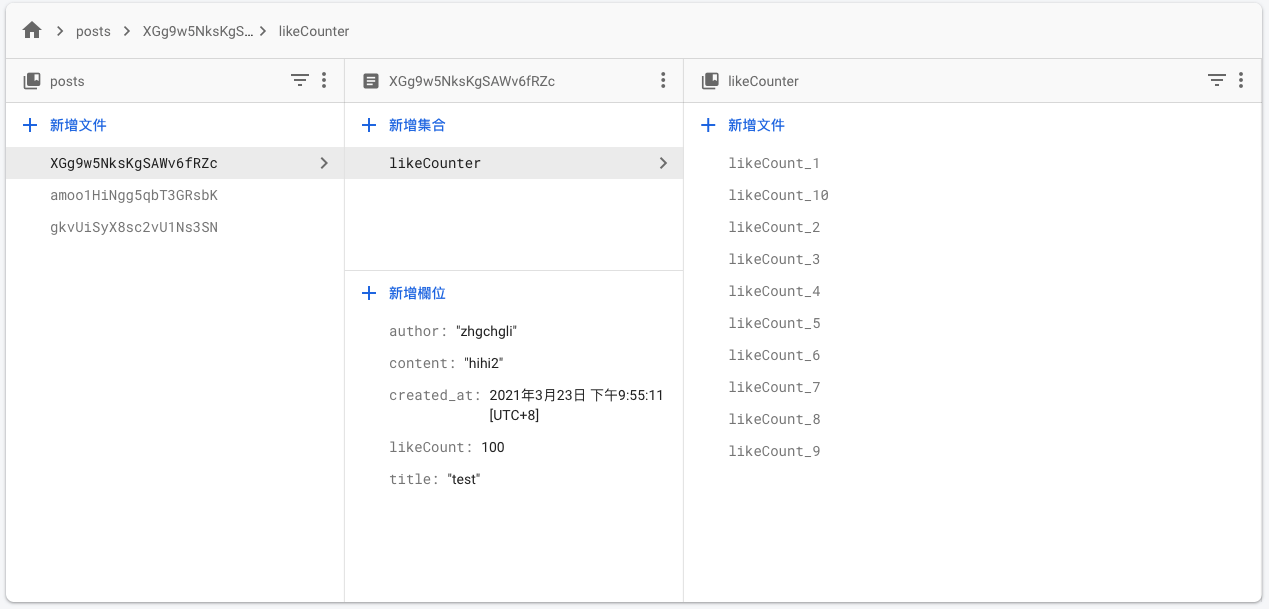 posts
XGg9w5NksKgS...
likeCounter
posts
新增文件
XGg9w5NksKgSAWv6fRZc
amoo1HiNgg5qbT3GRsbK
gkvUiSyX8sc2vU1Ns3SN
XGg9w5NksKgSAWv6fRZc
新增集合
likeCounter
新增欄位
author: "zhgchgli"
content: "hihi2"
created_at: 2021年3月23日 下午9:55:11
[UTC+8]
likeCount: 100
title: "test"
likeCounter
新增文件
likeCount_1
likeCount_10
likeCount_2
likeCount_3
likeCount_4
likeCount_5
likeCount_6
likeCount_7
likeCount_8
likeCount_9